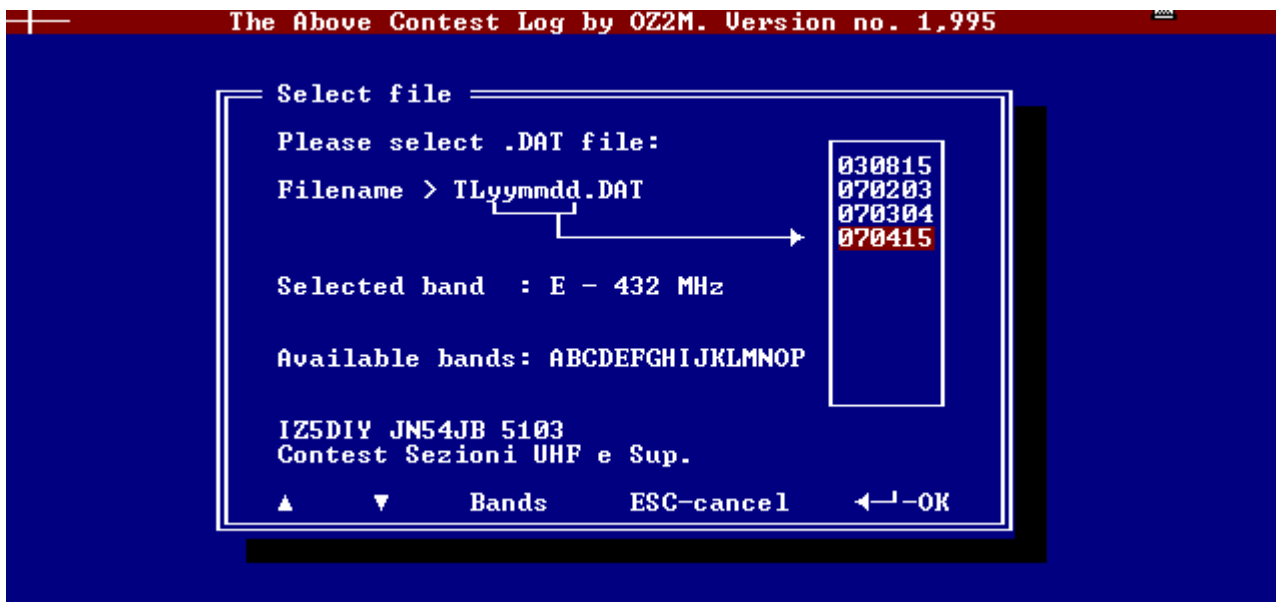 The Above Contest Log by OZ2M. Version no. 1,995
Select file
Please select .DAT file:
Filename > TLyymmdd.DAT
030815
070203
070304
070415
Selected band : E - 432 MHz
Available bands: ABCDEFGHIJKLMNOP
IZ5DIY JN54JB 5103
Contest Sezioni UHF e Sup.
▲ ▼ Bands ESC-cancel ◄─┘-OK